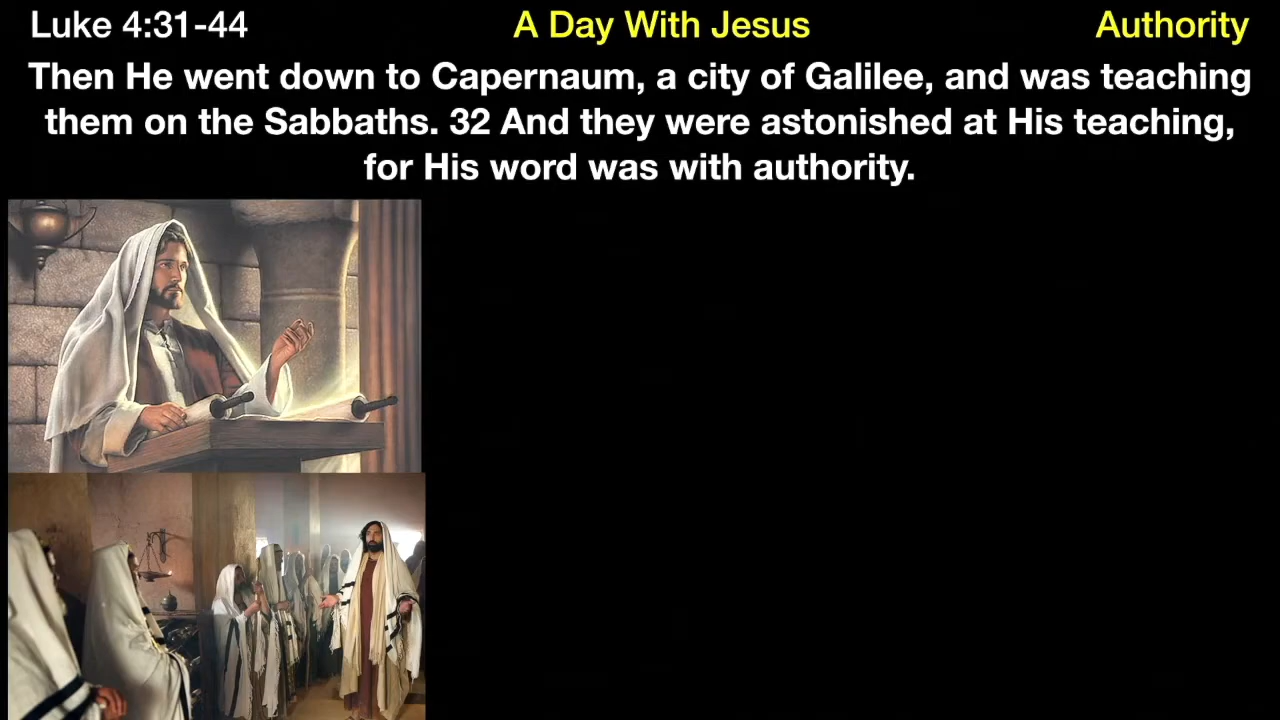 Luke 4:31-44 A Day With Jesus Authority
Then He went down to Capernaum, a city of Galilee, and was teaching
them on the Sabbaths. 32 And they were astonished at His teaching,
for His word was with authority.